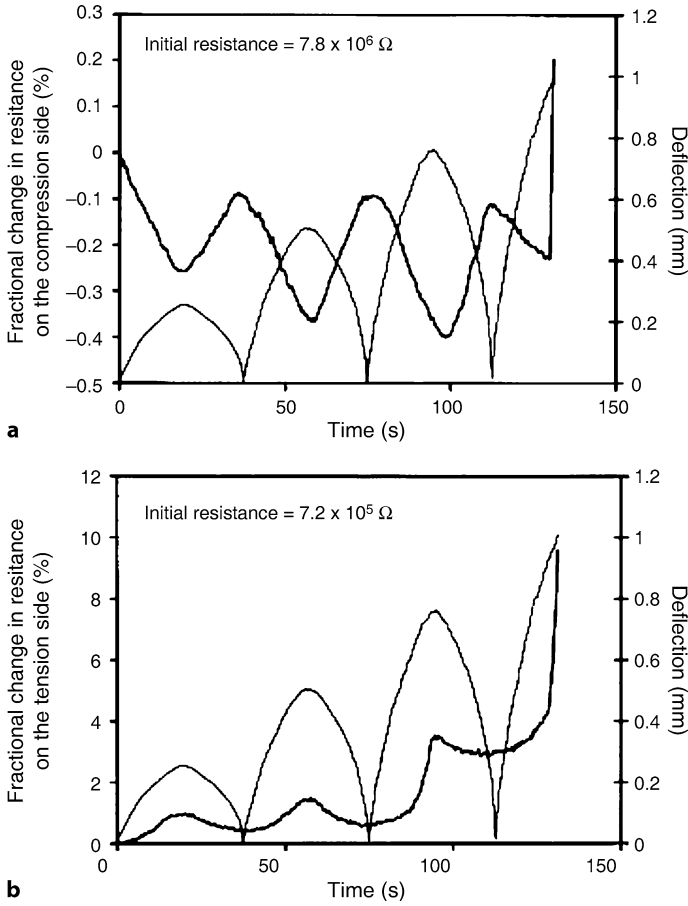 0.3
0.2
0.1
0
–0.1
–0.2
–0.3
–0.4
–0.5
Fractional change in resitance
on the compression side (%)
Initial resistance = 7.8 x 10⁶ Ω
1.2
1
0.8
0.6
0.4
0.2
0
Deflection (mm)
0 50 100 150
Time (s)
a
12
10
8
6
4
2
0
Fractional change in resitance
on the tension side (%)
Initial resistance = 7.2 x 10⁵ Ω
1.2
1
0.8
0.6
0.4
0.2
0
Deflection (mm)
0 50 100 150
Time (s)
b